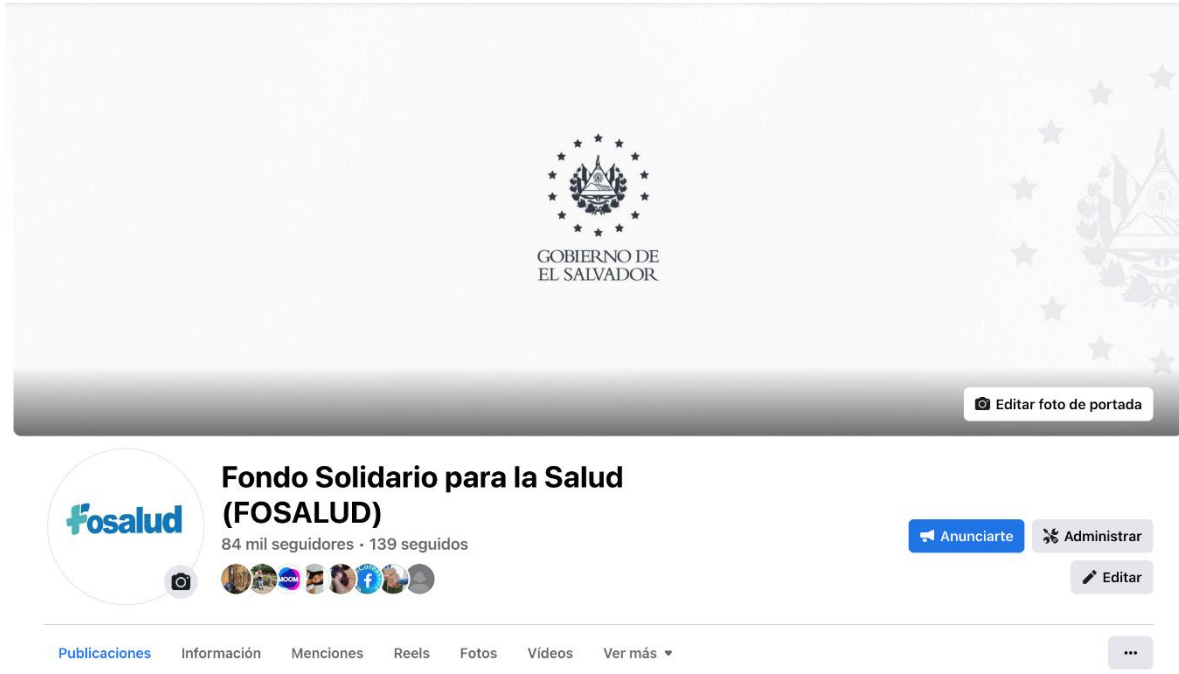 GOBIERNO DE
EL SALVADOR
Editar foto de portada
fosalud
Fondo Solidario para la Salud
(FOSALUD)
84 mil seguidores · 139 seguidos
MOOM
Anunciarte
Administrar
Editar
Publicaciones
Información
Menciones
Reels
Fotos
Vídeos
Ver más